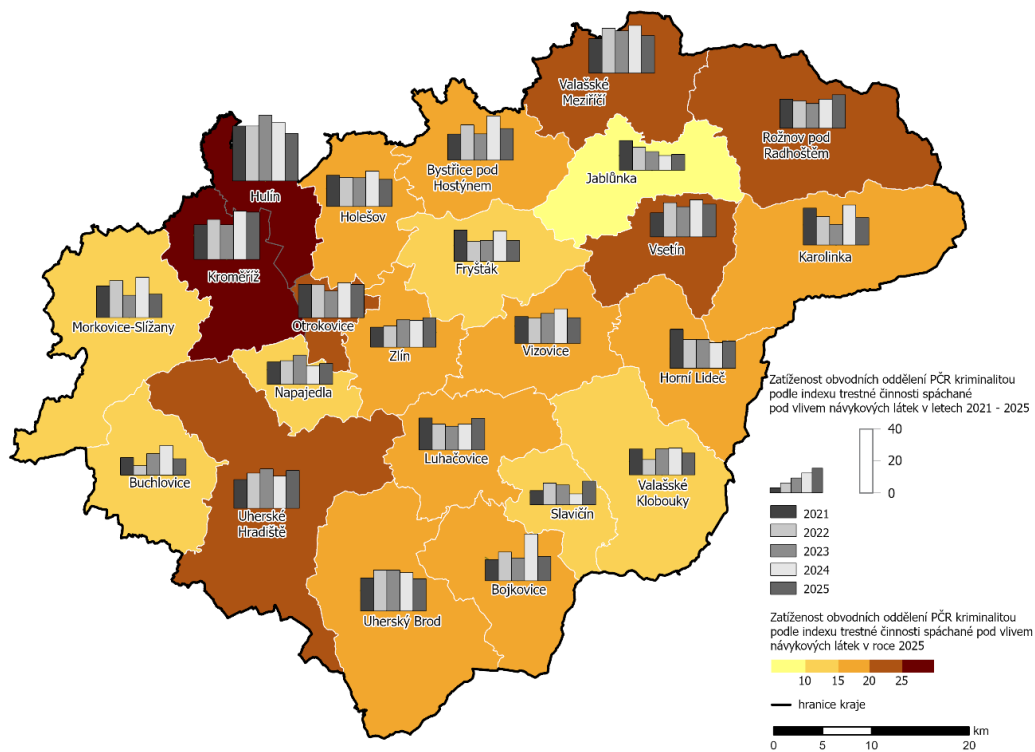 Valašské
Meziříčí
Rožnov pod
Radhoštěm
Bystřice pod
Hostýnem
Jablůnka
Hulín
Holešov
Vsetín
Karolinka
Kroměříž
Fryšták
Morkovice-Slížany
Otrokovice
Zlín
Vizovice
Horní Lideč
Napajedla
Luhačovice
Buchlovice
Uherské
Hradiště
Slavičín
Valašské
Klobouky
Bojkovice
Uherský Brod
Zatíženost obvodních oddělení PČR kriminalitou
podle indexu trestné činnosti spáchané
pod vlivem návykových látek v letech 2021 - 2025
40
20
0
2021
2022
2023
2024
2025
Zatíženost obvodních oddělení PČR kriminalitou
podle indexu trestné činnosti spáchané pod vlivem
návykových látek v roce 2025
10 15 20 25
hranice kraje
km
0 5 10 20